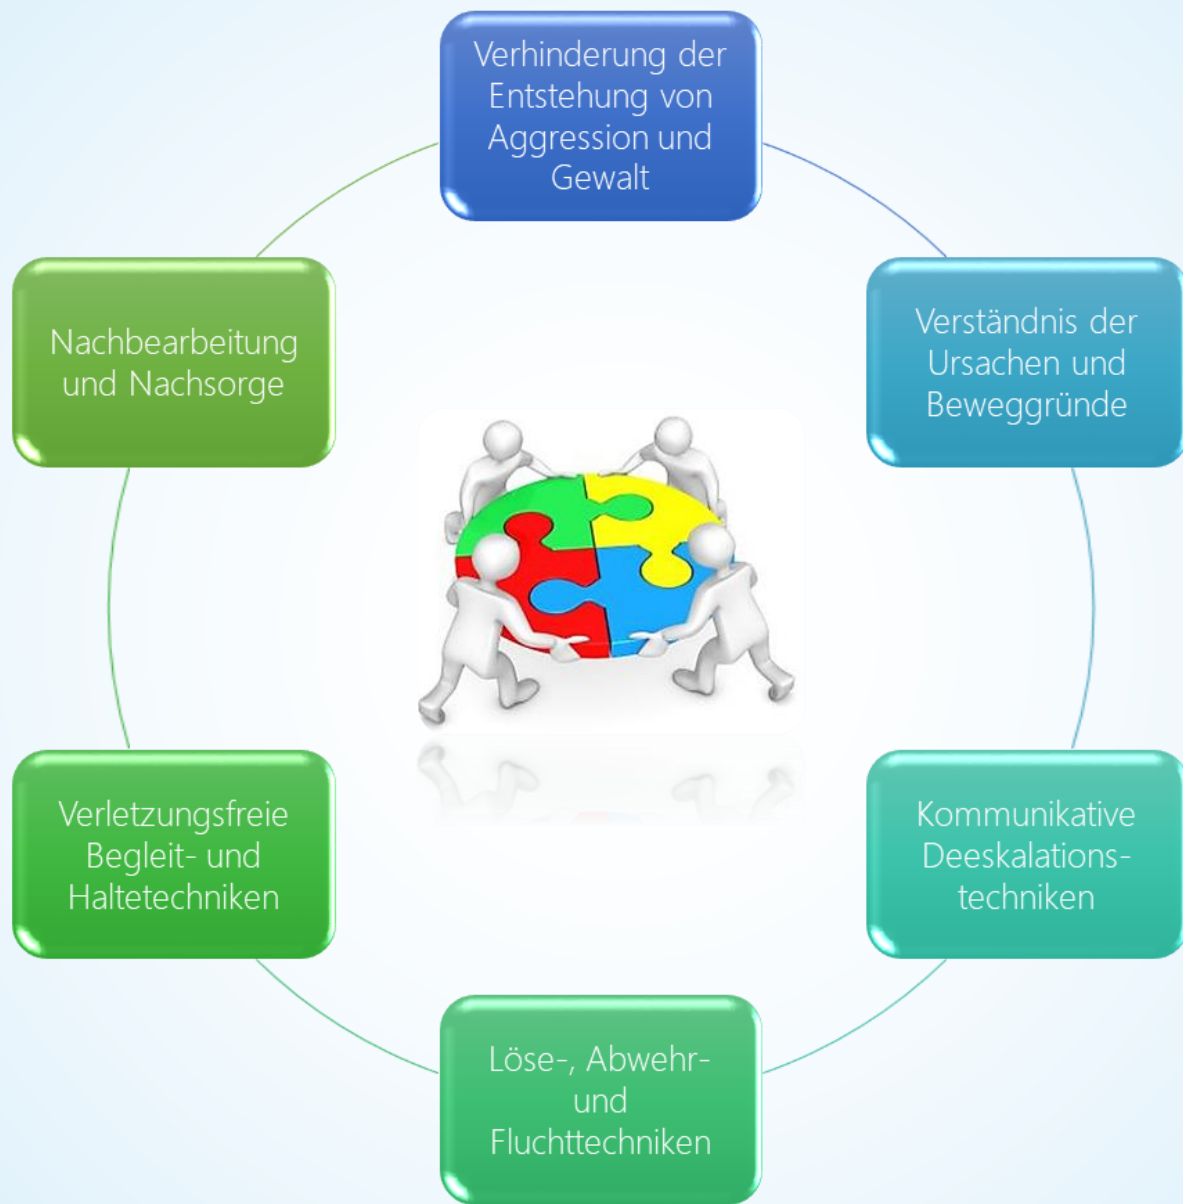 Verhinderung der
Entstehung von
Aggression und
Gewalt
Verständnis der
Ursachen und
Beweggründe
Kommunikative
Deeskalations-
techniken
Löse-, Abwehr-
und
Fluchttechniken
Verletzungsfreie
Begleit- und
Haltetechniken
Nachbearbeitung
und Nachsorge